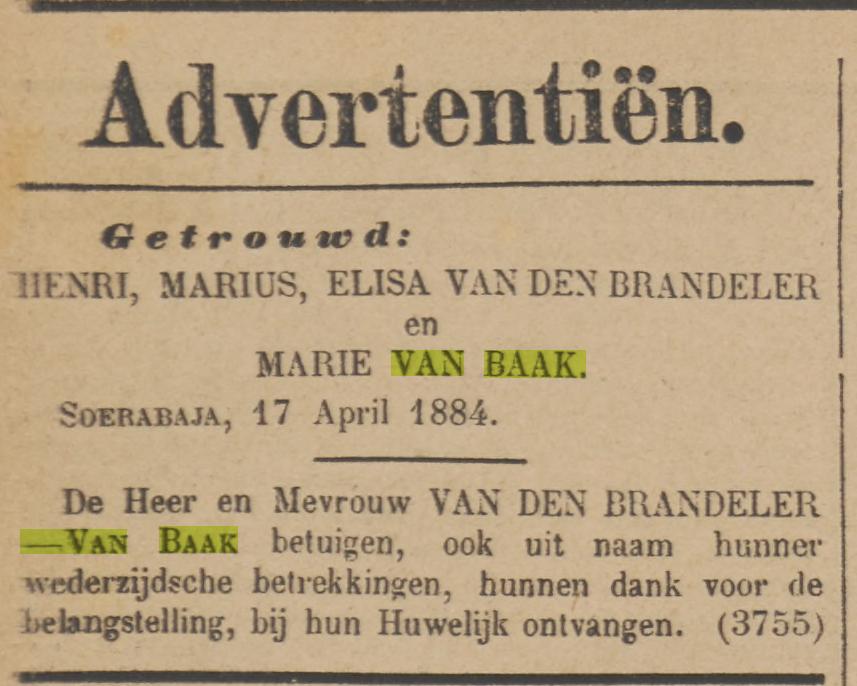 Advertentiën.
Getrouwd:
HENRI, MARIUS, ELISA VAN DEN BRANDELER
en
MARIE VAN BAAK.
SOERABAJA, 17 April 1884.
De Heer en Mevrouw VAN DEN BRANDELER
—VAN BAAK betuigen, ook uit naam hunner
wederzijdsche betrekkingen, hunnen dank voor de
belangstelling, bij hun Huwelijk ontvangen. (3755)